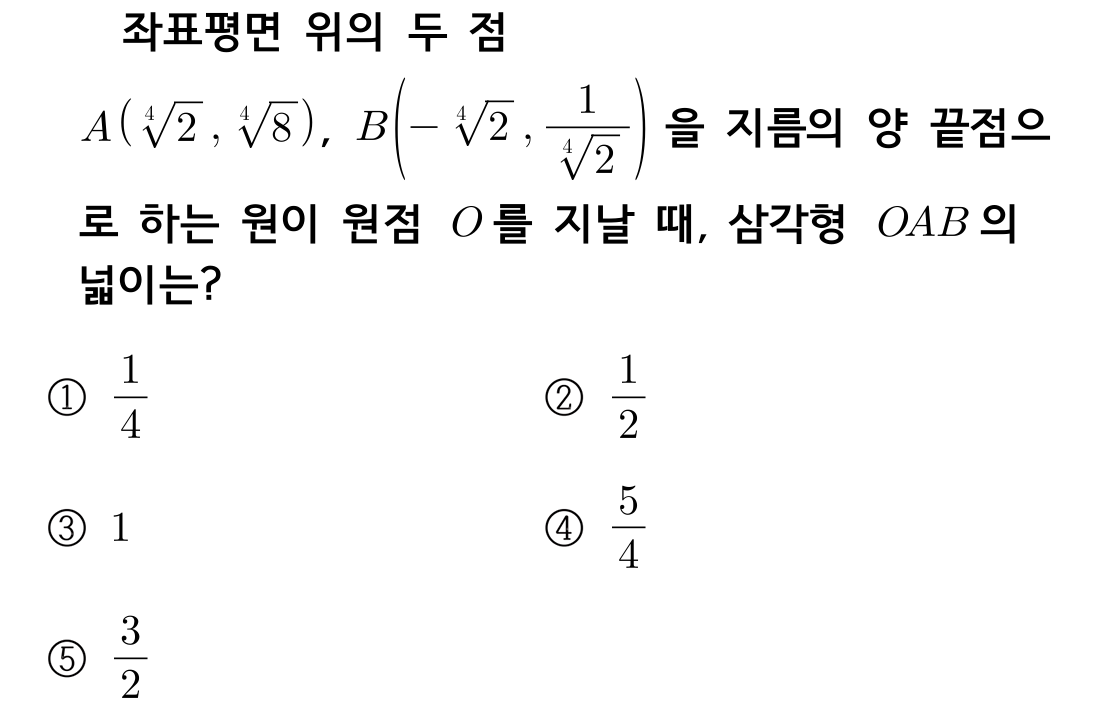 좌표평면 위의 두 점
$A(\sqrt[4]{2}, \sqrt[4]{8})$, $B\left(-\sqrt[4]{2}, \frac{1}{\sqrt[4]{2}}\right)$ 을 지름의 양 끝점으
로 하는 원이 원점 $O$를 지날 때, 삼각형 $OAB$의
넓이는?
① $\frac{1}{4}$ ② $\frac{1}{2}$
③ $1$ ④ $\frac{5}{4}$
⑤ $\frac{3}{2}$